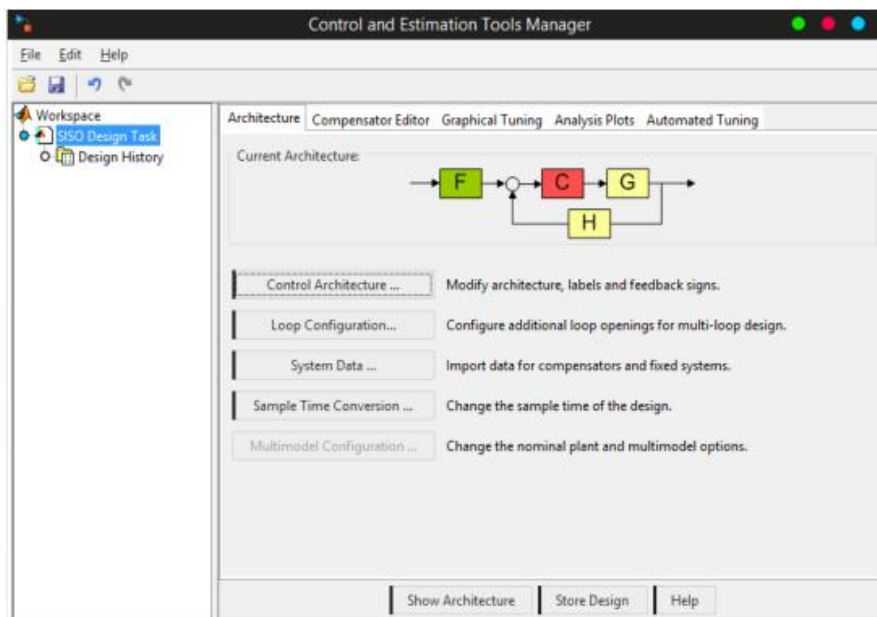 Control and Estimation Tools Manager
File Edit Help
Workspace
SISO Design Task
Design History
Architecture Compensator Editor Graphical Tuning Analysis Plots Automated Tuning
Current Architecture:
F C G
H
Control Architecture ... Modify architecture, labels and feedback signs.
Loop Configuration... Configure additional loop openings for multi-loop design.
System Data ... Import data for compensators and fixed systems.
Sample Time Conversion ... Change the sample time of the design.
Multimodel Configuration ... Change the nominal plant and multimodel options.
Show Architecture Store Design Help